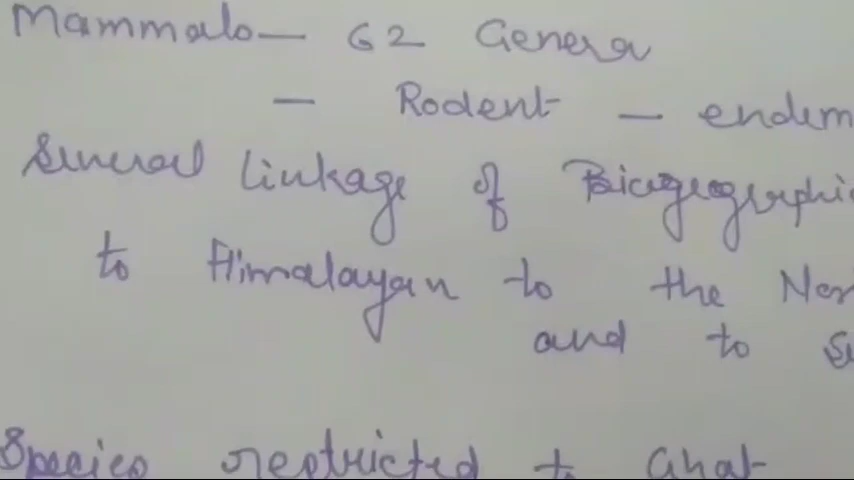 Mammals — 62 Genera
— Rodent — endem
Several linkage of Biogeographi
to Himalayan to the Nor
and to S
Species restricted to Ghat